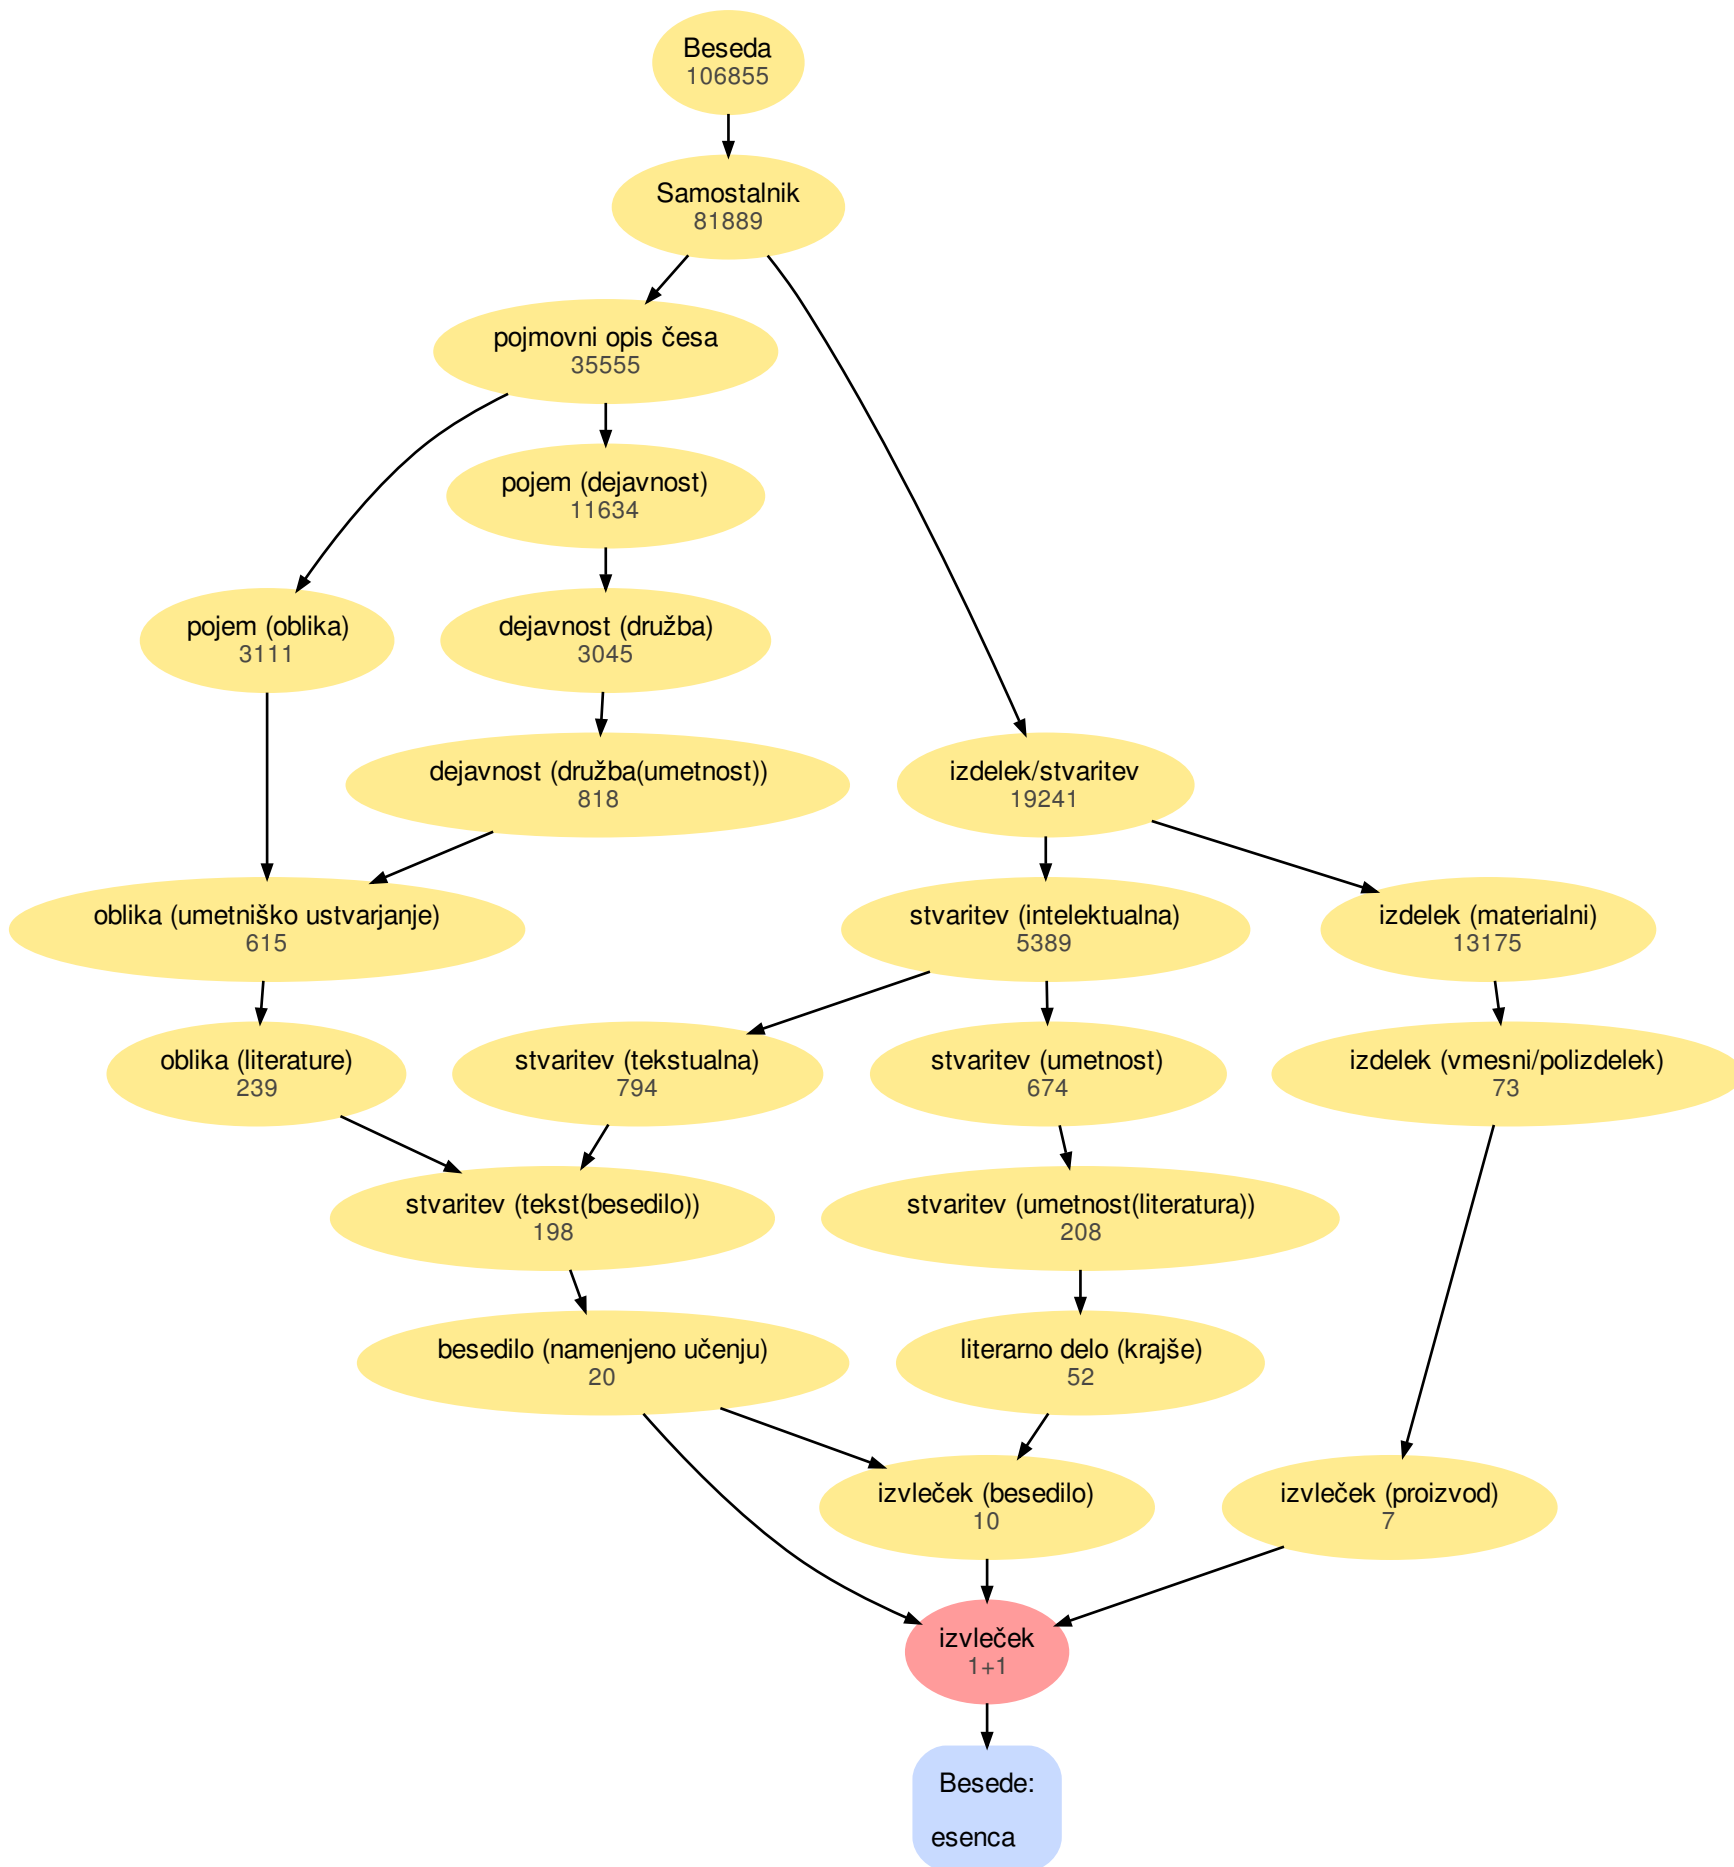 Beseda
106855
Samostalnik
81889
pojmovni opis česa
35555
pojem (dejavnost)
11634
pojem (oblika)
3111
dejavnost (družba)
3045
dejavnost (družba(umetnost))
818
izdelek/stvaritev
19241
oblika (umetniško ustvarjanje)
615
stvaritev (intelektualna)
5389
izdelek (materialni)
13175
oblika (literature)
239
stvaritev (tekstualna)
794
stvaritev (umetnost)
674
izdelek (vmesni/polizdelek)
73
stvaritev (tekst(besedilo))
198
stvaritev (umetnost(literatura))
208
besedilo (namenjeno učenju)
20
literarno delo (krajše)
52
izvleček (besedilo)
10
izvleček (proizvod)
7
izvleček
1+1
Besede:
esenca